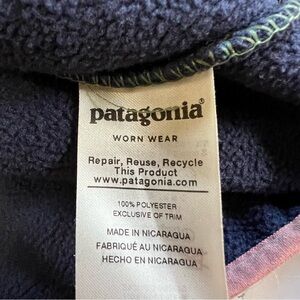 patagonia®
WORN WEAR
Repair, Reuse, Recycle
This Product
www.patagonia.com
100% POLYESTER
EXCLUSIVE OF TRIM
MADE IN NICARAGUA
FABRIQUÉ AU NICARAGUA
HECHO EN NICARAGUA